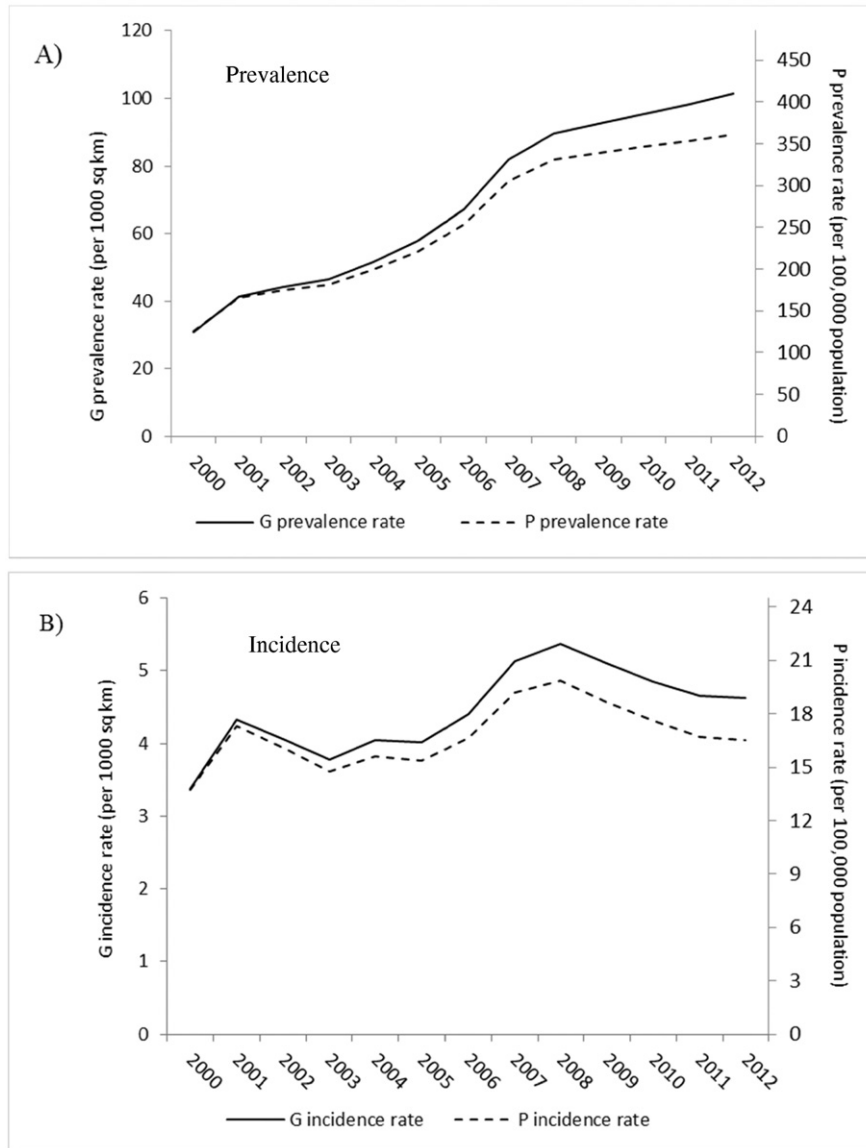 A)
Prevalence
G prevalence rate (per 1000 sq km)
120
100
80
60
40
20
0
P prevalence rate (per 100,000 population)
450
400
350
300
250
200
150
100
50
0
2000 2001 2002 2003 2004 2005 2006 2007 2008 2009 2010 2011 2012
G prevalence rate P prevalence rate
B)
Incidence
G incidence rate (per 1000 sq km)
6
5
4
3
2
1
0
P incidence rate (per 100,000 population)
24
21
18
15
12
9
6
3
0
2000 2001 2002 2003 2004 2005 2006 2007 2008 2009 2010 2011 2012
G incidence rate P incidence rate